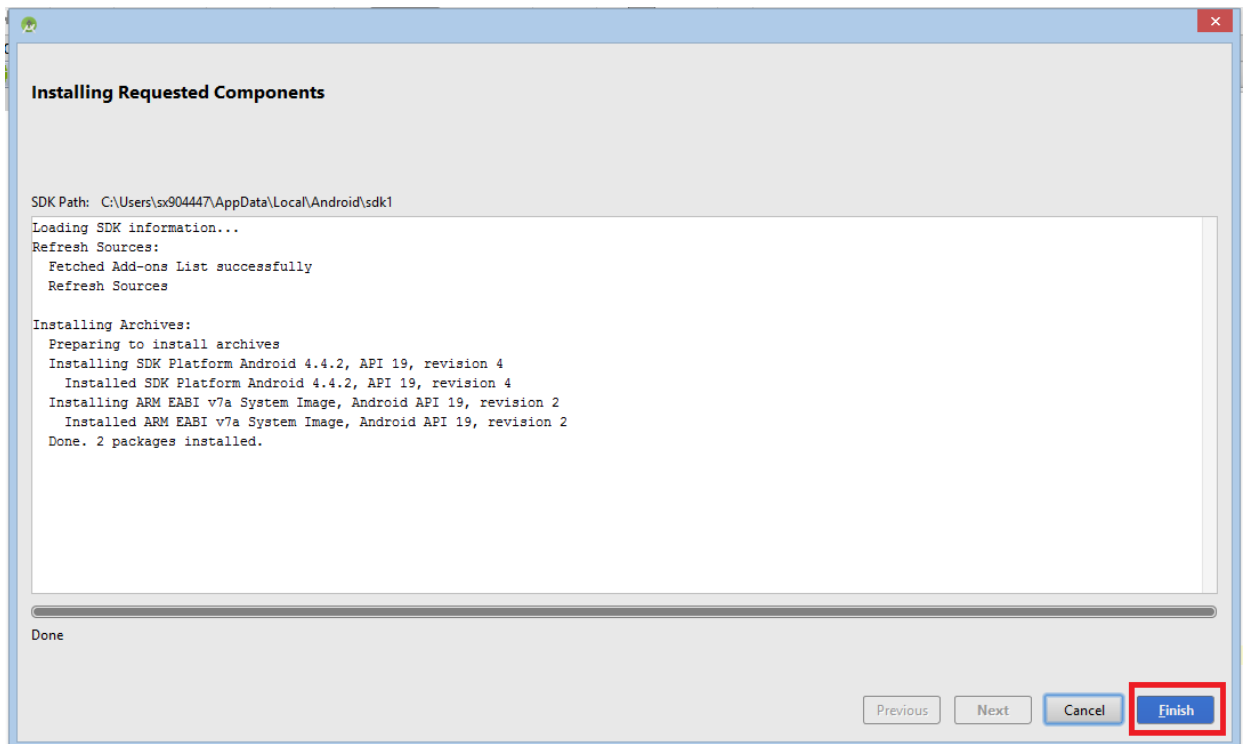 Installing Requested Components
SDK Path: C:\Users\sx904447\AppData\Local\Android\sdk1
Loading SDK information...
Refresh Sources:
Fetched Add-ons List successfully
Refresh Sources
Installing Archives:
Preparing to install archives
Installing SDK Platform Android 4.4.2, API 19, revision 4
Installed SDK Platform Android 4.4.2, API 19, revision 4
Installing ARM EABI v7a System Image, Android API 19, revision 2
Installed ARM EABI v7a System Image, Android API 19, revision 2
Done. 2 packages installed.
Done
Previous Next Cancel Finish